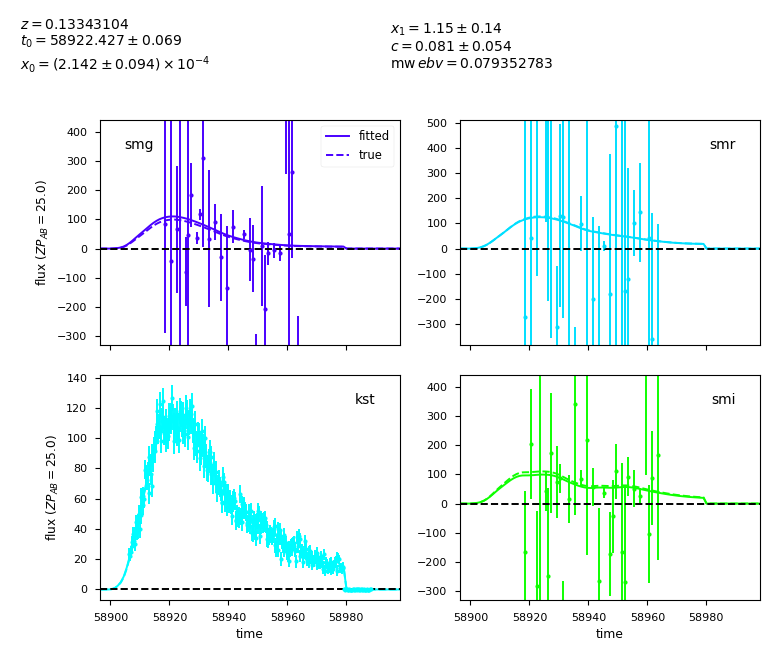 z = 0.13343104
t₀ = 58922.427 ± 0.069
x₀ = (2.142 ± 0.094) × 10⁻⁴
x₁ = 1.15 ± 0.14
c = 0.081 ± 0.054
mw ebv = 0.079352783
smg
fitted
true
flux (ZP_AB = 25.0)
400
300
200
100
0
−100
−200
−300
smr
500
400
300
200
100
0
−100
−200
−300
kst
flux (ZP_AB = 25.0)
140
120
100
80
60
40
20
0
58900 58920 58940 58960 58980
time
smi
400
300
200
100
0
−100
−200
−300
58900 58920 58940 58960 58980
time